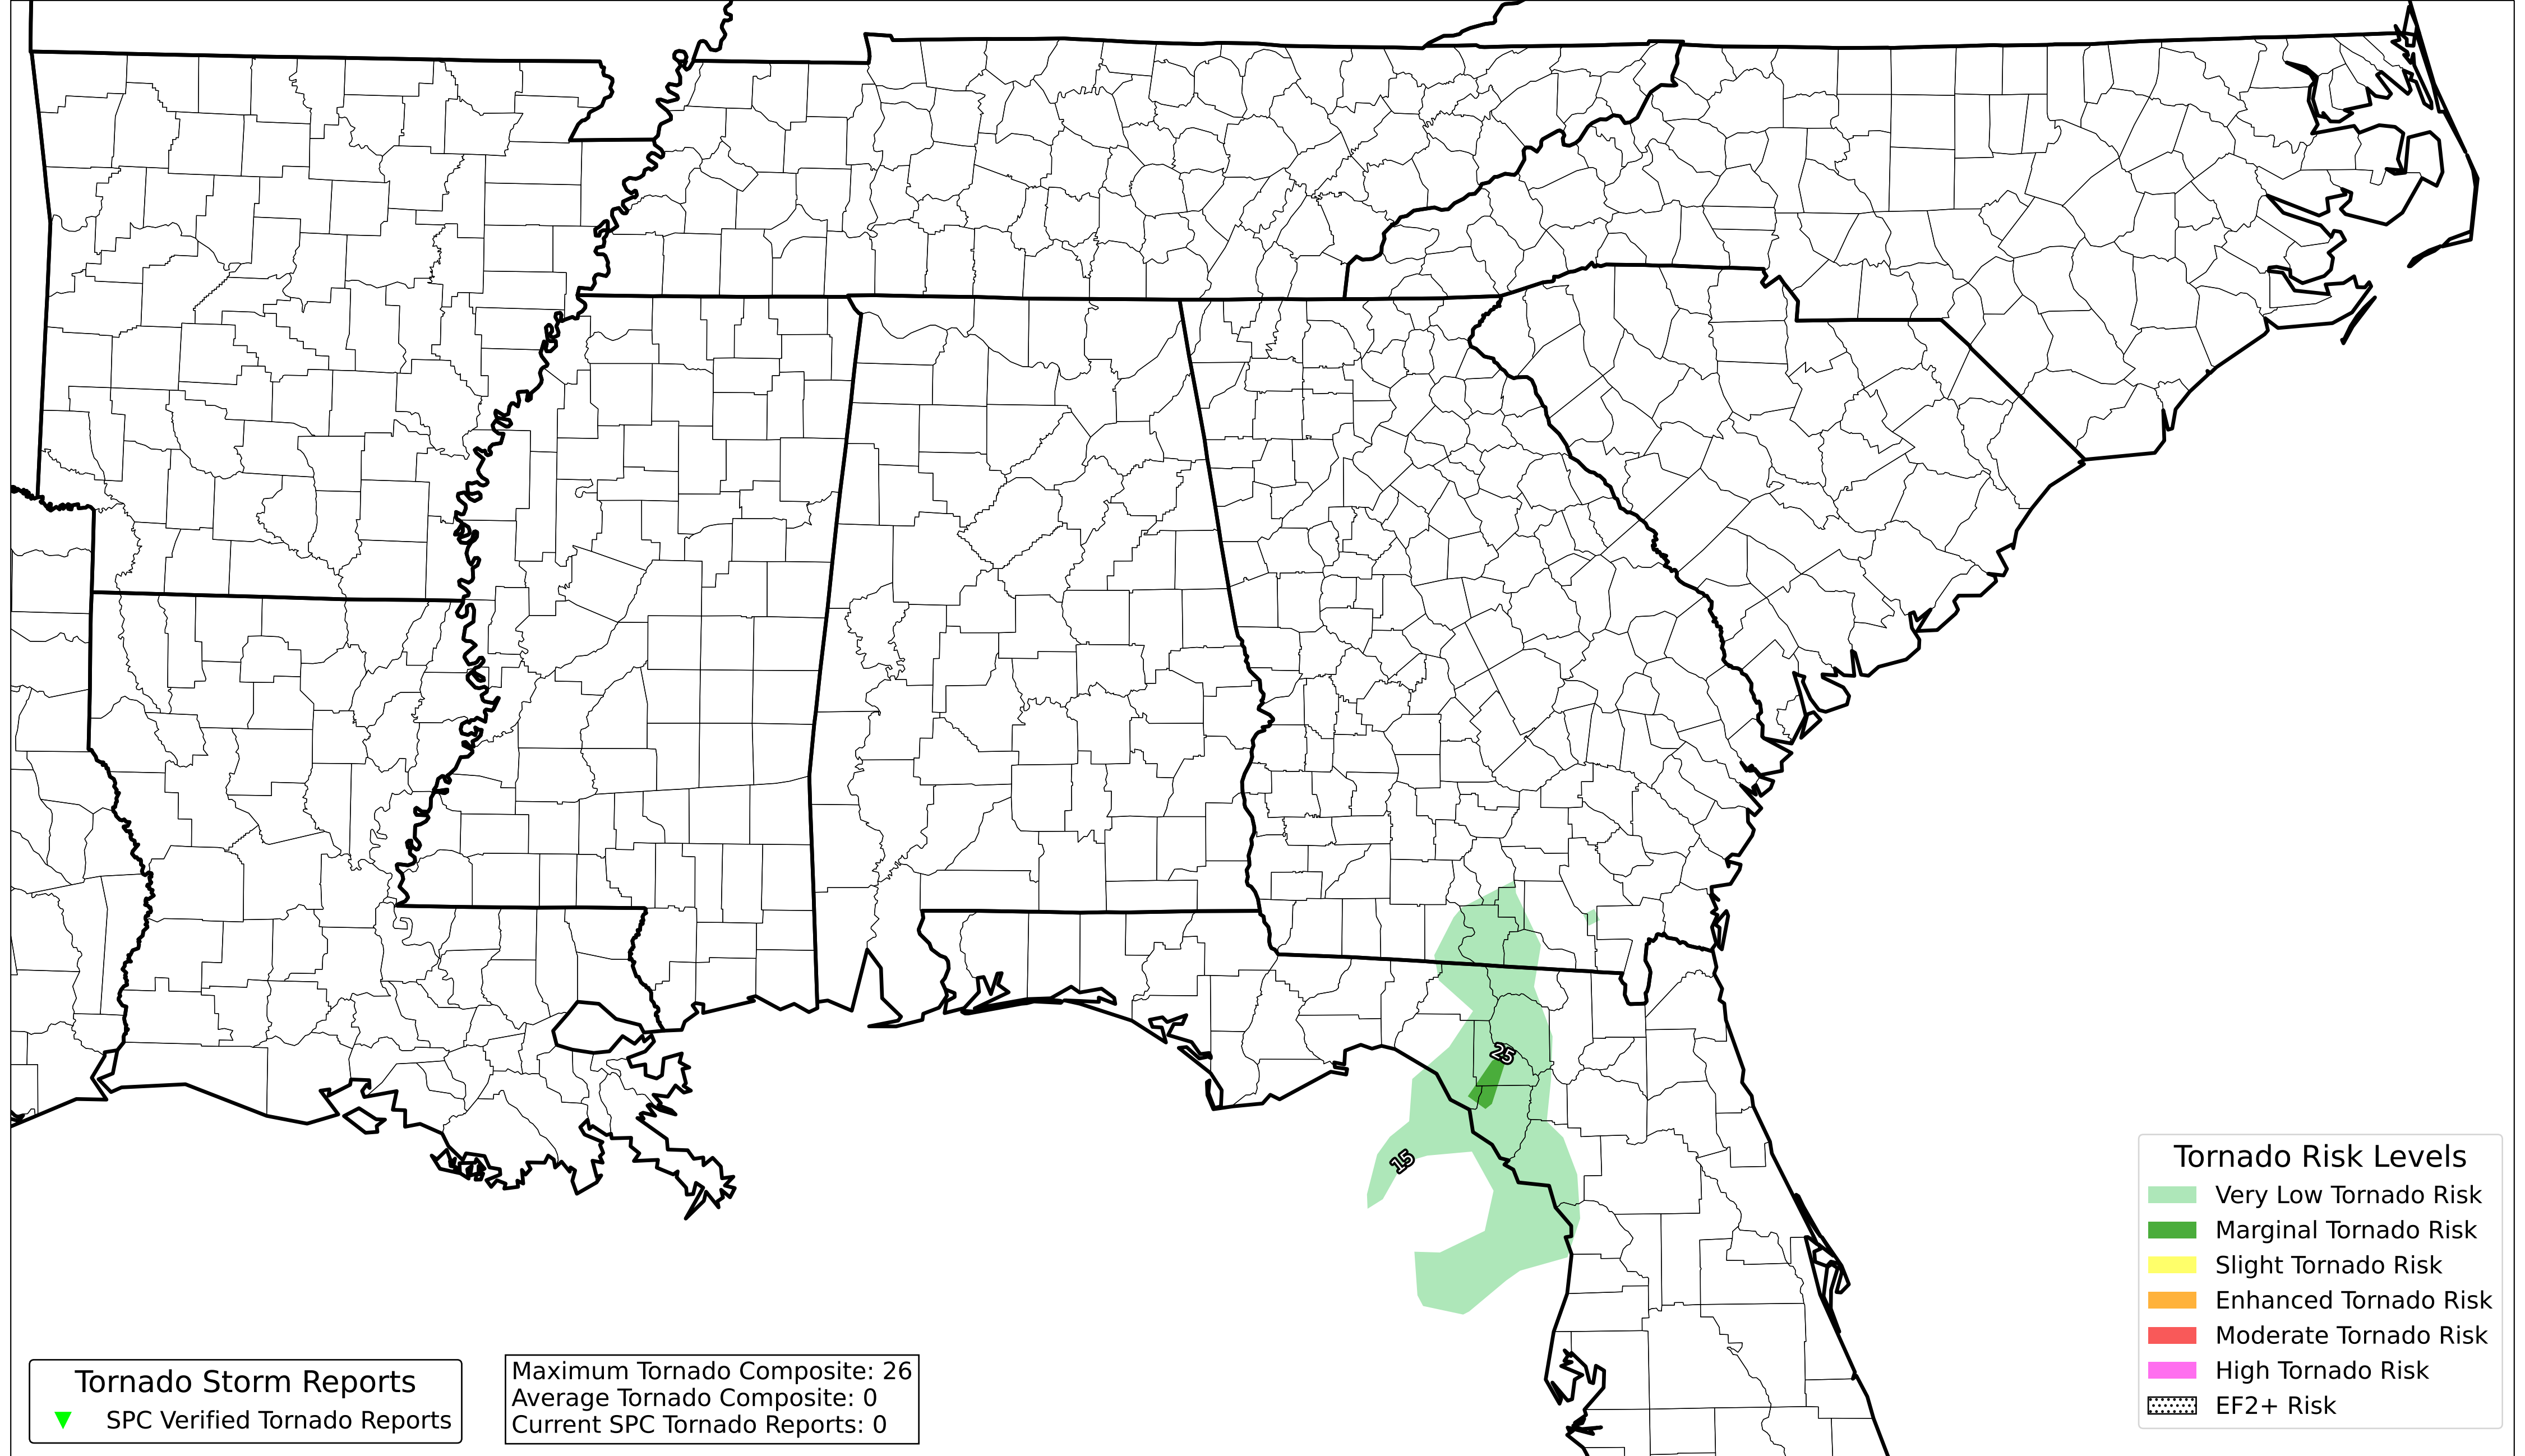 25
15
Tornado Risk Levels
Very Low Tornado Risk
Marginal Tornado Risk
Slight Tornado Risk
Enhanced Tornado Risk
Moderate Tornado Risk
High Tornado Risk
EF2+ Risk
Tornado Storm Reports
SPC Verified Tornado Reports
Maximum Tornado Composite: 26
Average Tornado Composite: 0
Current SPC Tornado Reports: 0